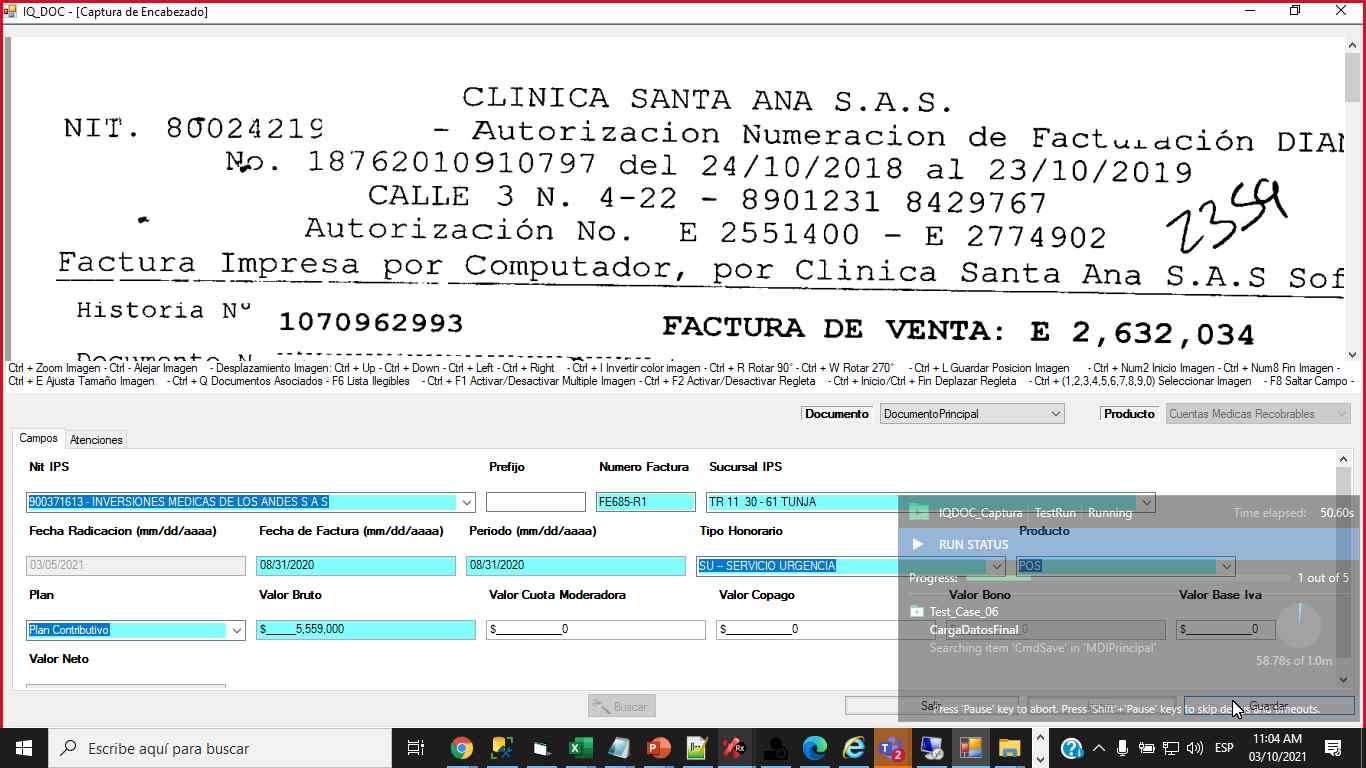 IQ_DOC - [Captura de Encabezado]
CLINICA SANTA ANA S.A.S.
NIT. 80024219 - Autorizacion Numeracion de Facturación DIAN
No. 18762010910797 del 24/10/2018 al 23/10/2019
CALLE 3 N. 4-22 - 8901231 8429767
Autorización No. E 2551400 - E 2774902
2359
Factura Impresa por Computador, por Clinica Santa Ana S.A.S Sof
Historia Nº 1070962993 FACTURA DE VENTA: E 2,632,034
Documento N
Ctrl + Zoom Imagen - Ctrl - Alejar Imagen - Desplazamiento Imagen: Ctrl + Up - Ctrl + Down - Ctrl + Left - Ctrl + Right - Ctrl + I Invertir color imagen - Ctrl + R Rotar 90° - Ctrl + W Rotar 270° - Ctrl + L Guardar Posicion Imagen - Ctrl + Num2 Inicio Imagen - Ctrl + Num8 Fin Imagen -
Ctrl + E Ajusta Tamaño Imagen - Ctrl + Q Documentos Asociados - F6 Lista Ilegibles - Ctrl + F1 Activar/Desactivar Multiple Imagen - Ctrl + F2 Activar/Desactivar Regleta - Ctrl + Inicio/Ctrl + Fin Deplazar Regleta - Ctrl + (1,2,3,4,5,6,7,8,9,0) Seleccionar Imagen - F8 Saltar Campo -
Documento DocumentoPrincipal Producto Cuentas Medicas Recobrables
Campos Atenciones
Nit IPS Prefijo Numero Factura Sucursal IPS
900371613 - INVERSIONES MEDICAS DE LOS ANDES S A S FE685-R1 TR 11 30 - 61 TUNJA
IQDOC_Captura TestRun Running Time elapsed: 50.60s
Fecha Radicacion (mm/dd/aaaa) Fecha de Factura (mm/dd/aaaa) Periodo (mm/dd/aaaa) Tipo Honorario Producto
RUN STATUS
03/05/2021 08/31/2020 08/31/2020 SU – SERVICIO URGENCIA POS
Progress: 1 out of 5
Plan Valor Bruto Valor Cuota Moderadora Valor Copago Valor Bono Valor Base Iva
Test_Case_06
Plan Contributivo $_____5,559,000 $___________0 $___________0 0 $___________0
CargaDatosFinal
Searching item 'CmdSave' in 'MDIPrincipal'
Valor Neto 58.78s of 1.0m
Buscar Salir Guardar
Press 'Pause' key to abort. Press 'Shift'+'Pause' keys to skip delays and timeouts.
Escribe aquí para buscar
2
ESP
11:04 AM
03/10/2021